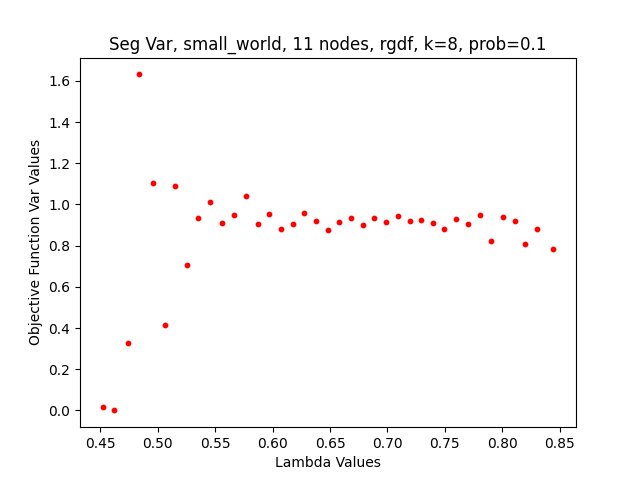 Seg Var, small_world, 11 nodes, rgdf, k=8, prob=0.1
Objective Function Var Values
1.6
1.4
1.2
1.0
0.8
0.6
0.4
0.2
0.0
0.45 0.50 0.55 0.60 0.65 0.70 0.75 0.80 0.85
Lambda Values